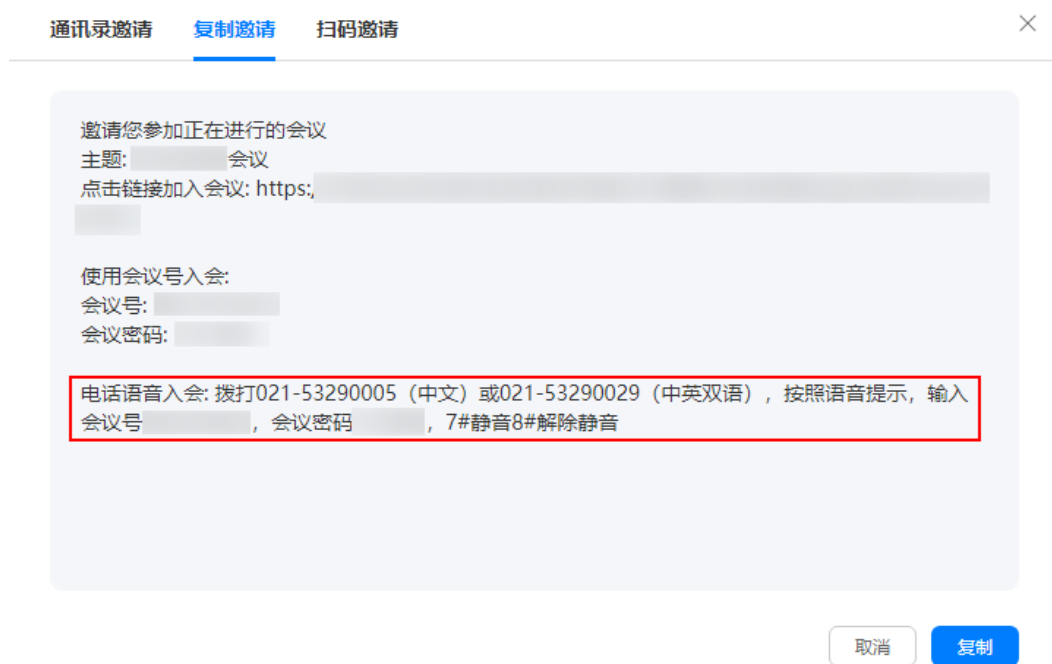 通讯录邀请 复制邀请 扫码邀请
邀请您参加正在进行的会议
主题: 会议
点击链接加入会议: https:/
使用会议号入会:
会议号:
会议密码:
电话语音入会: 拨打021-53290005（中文）或021-53290029（中英双语）, 按照语音提示, 输入
会议号 , 会议密码 , 7#静音8#解除静音
取消 复制